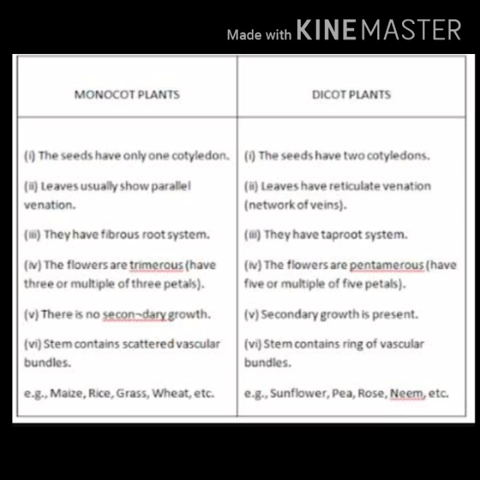 Made with KINEMASTER
MONOCOT PLANTS
DICOT PLANTS
(i) The seeds have only one cotyledon.
(ii) Leaves usually show parallel
venation.
(iii) They have fibrous root system.
(iv) The flowers are trimerous (have
three or multiple of three petals).
(v) There is no secon¬dary growth.
(vi) Stem contains scattered vascular
bundles.
e.g., Maize, Rice, Grass, Wheat, etc.
(i) The seeds have two cotyledons.
(ii) Leaves have reticulate venation
(network of veins).
(iii) They have taproot system.
(iv) The flowers are pentamerous (have
five or multiple of five petals).
(v) Secondary growth is present.
(vi) Stem contains ring of vascular
bundles.
e.g., Sunflower, Pea, Rose, Neem, etc.